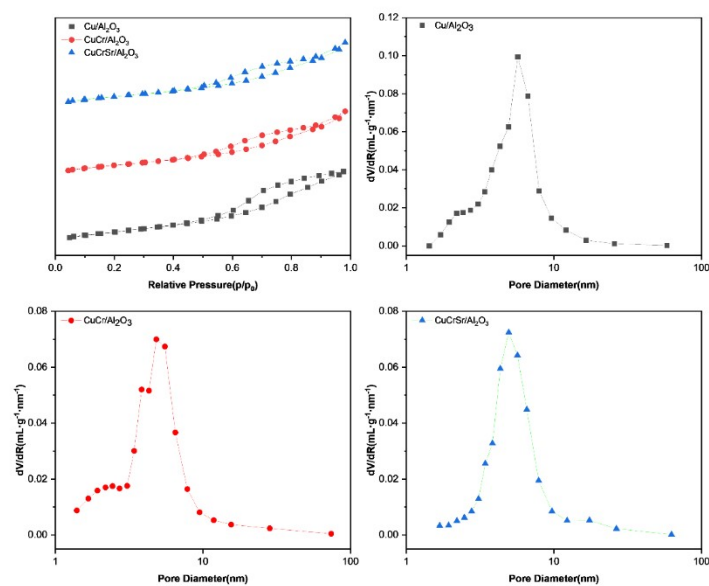 Cu/Al2O3
CuCr/Al2O3
CuCrSr/Al2O3
0.0 0.2 0.4 0.6 0.8 1.0
Relative Pressure(p/p0)
Cu/Al2O3
0.12
0.10
0.08
0.06
0.04
0.02
0.00
dV/dR(mL·g-1·nm-1)
1 10 100
Pore Diameter(nm)
CuCr/Al2O3
0.08
0.06
0.04
0.02
0.00
dV/dR(mL·g-1·nm-1)
1 10 100
Pore Diameter(nm)
CuCrSr/Al2O3
0.08
0.06
0.04
0.02
0.00
dV/dR(mL·g-1·nm-1)
1 10 100
Pore Diameter(nm)